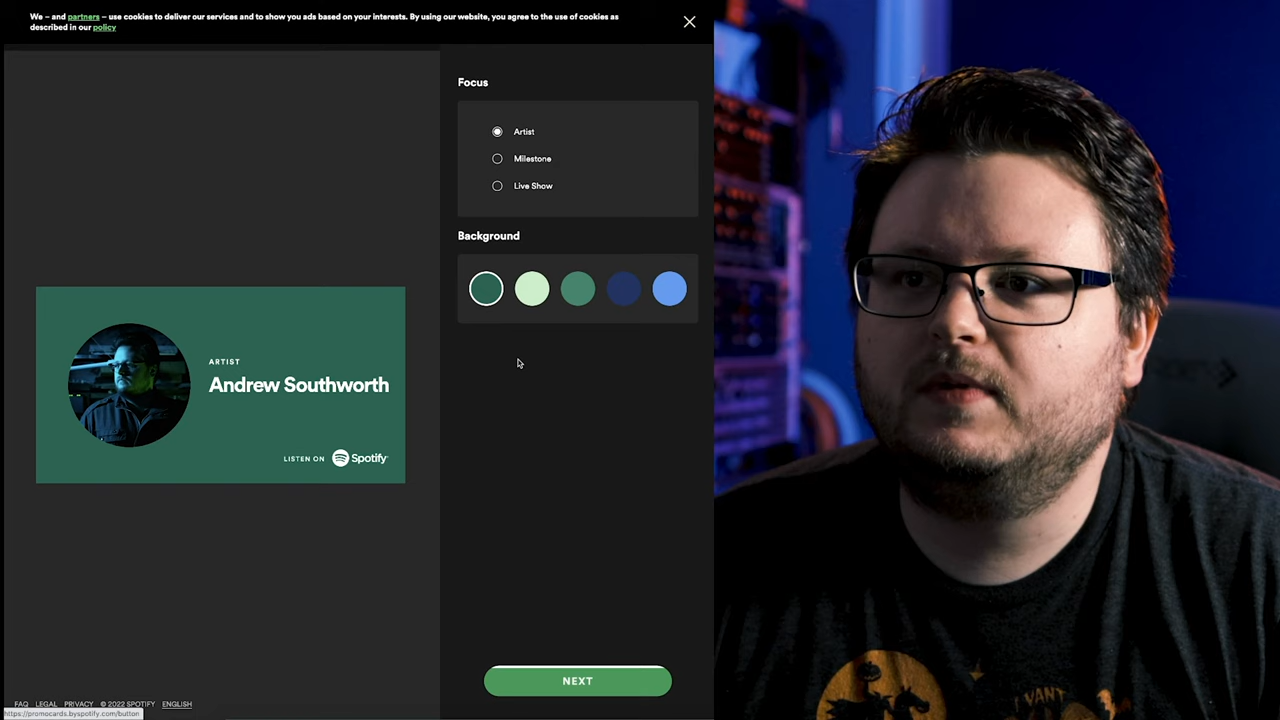 We – and partners – use cookies to deliver our services and to show you ads based on your interests. By using our website, you agree to the use of cookies as
described in our policy
Focus
Artist
Milestone
Live Show
Background
ARTIST
Andrew Southworth
LISTEN ON Spotify
NEXT
FAQ LEGAL PRIVACY © 2022 SPOTIFY ENGLISH
https://promocards.byspotify.com/button